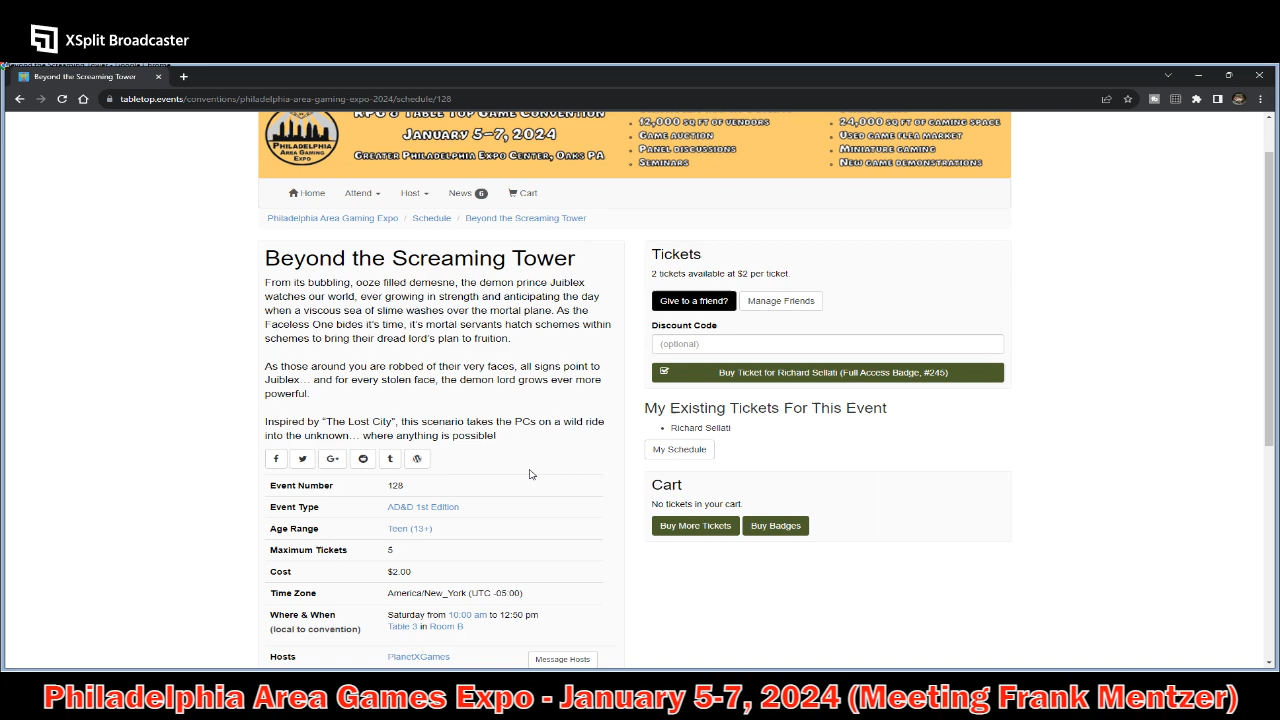 XSplit Broadcaster
Beyond the Screaming Tower - Google Chrome
Beyond the Screaming Tower
tabletop.events/conventions/philadelphia-area-gaming-expo-2024/schedule/128
PHILADELPHIA
AREA GAMING
EXPO
RPG & TABLE TOP GAME CONVENTION
JANUARY 5-7, 2024
GREATER PHILADELPHIA EXPO CENTER, OAKS PA
12,000 SQ FT OF VENDORS
GAME AUCTION
PANEL DISCUSSIONS
SEMINARS
24,000 SQ FT OF GAMING SPACE
USED GAME FLEA MARKET
MINIATURE GAMING
NEW GAME DEMONSTRATIONS
Home Attend Host News 6 Cart
Philadelphia Area Gaming Expo / Schedule / Beyond the Screaming Tower
Beyond the Screaming Tower
From its bubbling, ooze filled demesne, the demon prince Juiblex
watches our world, ever growing in strength and anticipating the day
when a viscous sea of slime washes over the mortal plane. As the
Faceless One bides it's time, it's mortal servants hatch schemes within
schemes to bring their dread lord's plan to fruition.
As those around you are robbed of their very faces, all signs point to
Juiblex… and for every stolen face, the demon lord grows ever more
powerful.
Inspired by “The Lost City”, this scenario takes the PCs on a wild ride
into the unknown… where anything is possible!
Event Number 128
Event Type AD&D 1st Edition
Age Range Teen (13+)
Maximum Tickets 5
Cost $2.00
Time Zone America/New_York (UTC -05:00)
Where & When Saturday from 10:00 am to 12:50 pm
(local to convention) Table 3 in Room B
Hosts PlanetXGames Message Hosts
Tickets
2 tickets available at $2 per ticket.
Give to a friend? Manage Friends
Discount Code
(optional)
Buy Ticket for Richard Sellati (Full Access Badge, #245)
My Existing Tickets For This Event
Richard Sellati
My Schedule
Cart
No tickets in your cart.
Buy More Tickets Buy Badges
Philadelphia Area Games Expo - January 5-7, 2024 (Meeting Frank Mentzer)